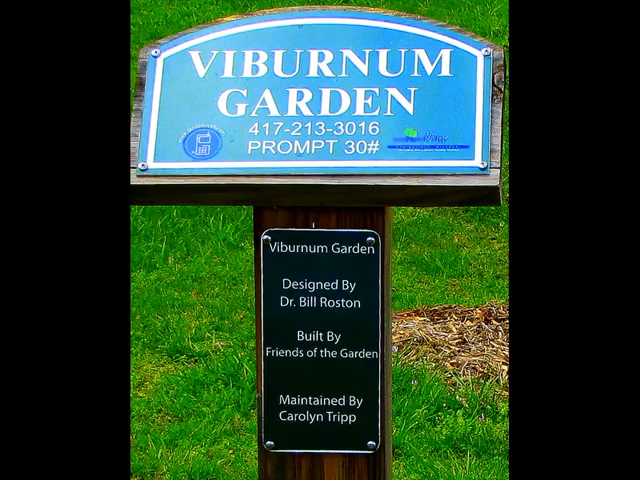 VIBURNUM
GARDEN
417-213-3016
PROMPT 30#
Viburnum Garden
Designed By
Dr. Bill Roston
Built By
Friends of the Garden
Maintained By
Carolyn Tripp